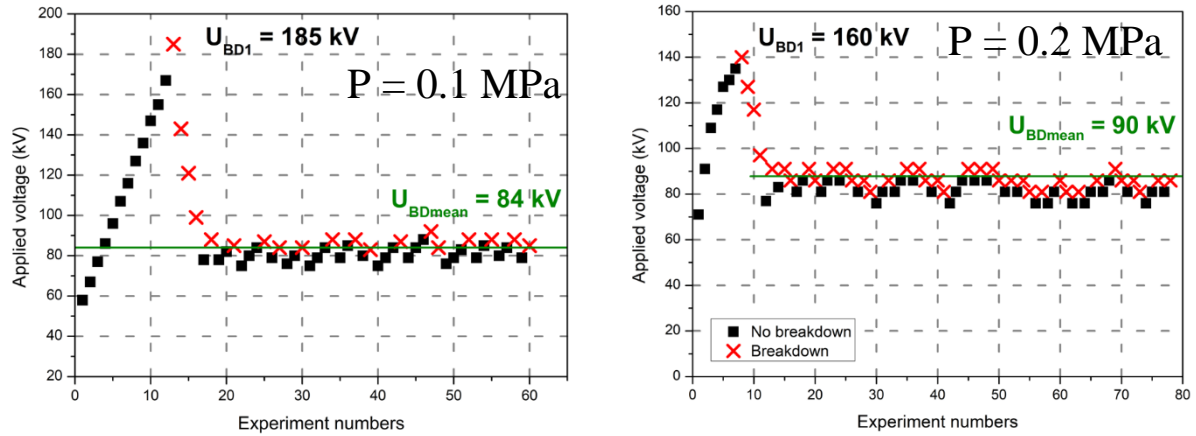 U_BD1 = 185 kV
P = 0.1 MPa
U_BDmean = 84 kV
Applied voltage (kV)
200
180
160
140
120
100
80
60
40
20
0 10 20 30 40 50 60
Experiment numbers
U_BD1 = 160 kV
P = 0.2 MPa
U_BDmean = 90 kV
Applied voltage (kV)
160
140
120
100
80
60
40
20
0
No breakdown
Breakdown
0 10 20 30 40 50 60 70 80
Experiment numbers